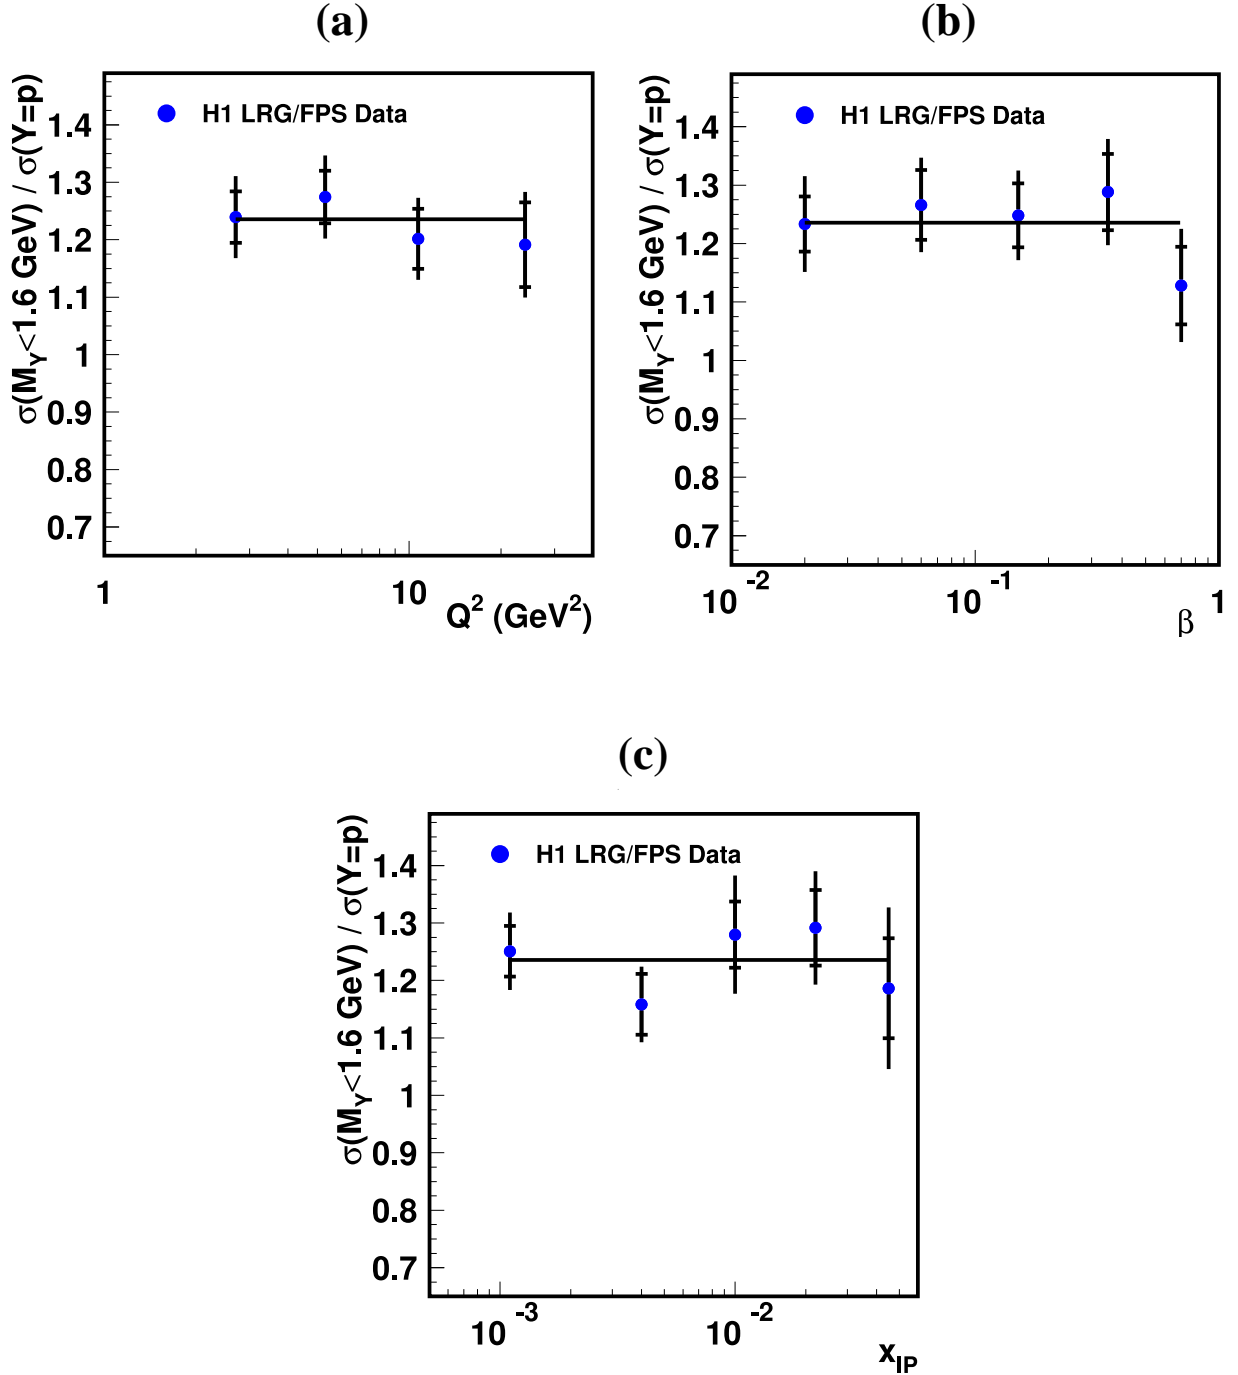 (a)
σ(M_Y<1.6 GeV) / σ(Y=p)
H1 LRG/FPS Data
1.4
1.3
1.2
1.1
1
0.9
0.8
0.7
1 10
Q² (GeV²)
(b)
σ(M_Y<1.6 GeV) / σ(Y=p)
H1 LRG/FPS Data
1.4
1.3
1.2
1.1
1
0.9
0.8
0.7
10⁻² 10⁻¹ 1
β
(c)
σ(M_Y<1.6 GeV) / σ(Y=p)
H1 LRG/FPS Data
1.4
1.3
1.2
1.1
1
0.9
0.8
0.7
10⁻³ 10⁻²
x_IP